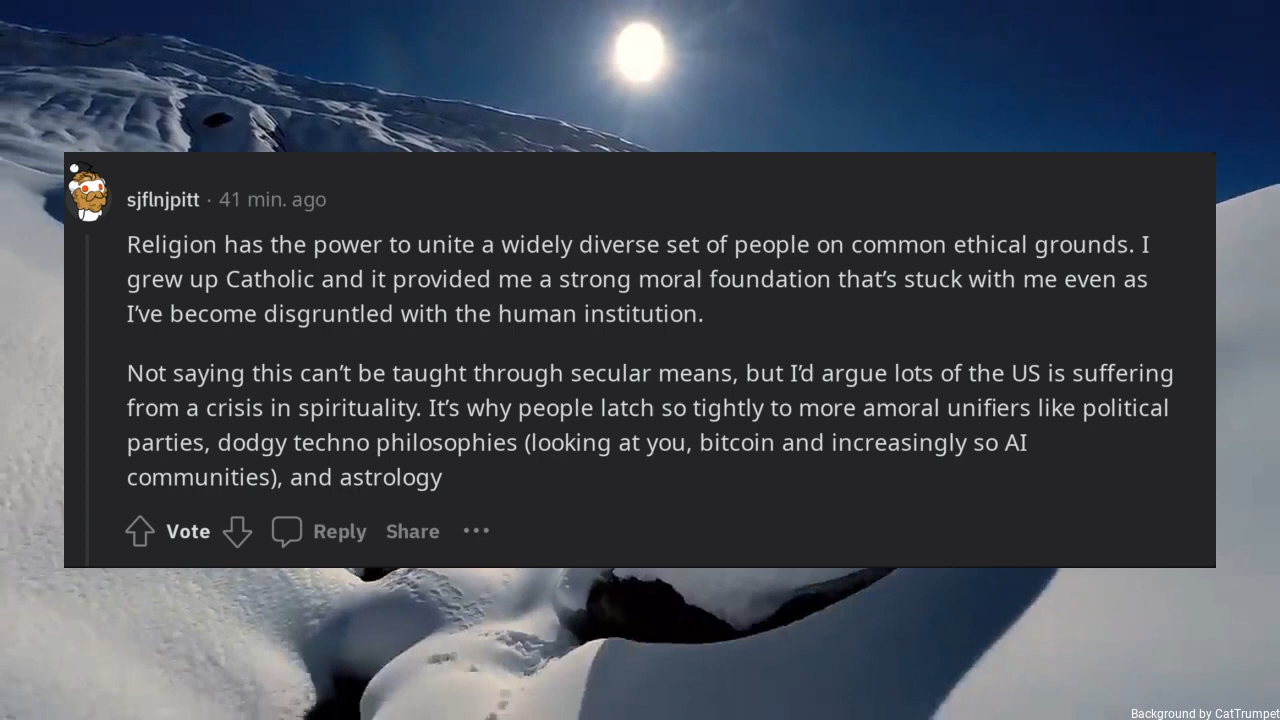 sjflnjpitt · 41 min. ago
Religion has the power to unite a widely diverse set of people on common ethical grounds. I
grew up Catholic and it provided me a strong moral foundation that’s stuck with me even as
I’ve become disgruntled with the human institution.
Not saying this can’t be taught through secular means, but I’d argue lots of the US is suffering
from a crisis in spirituality. It’s why people latch so tightly to more amoral unifiers like political
parties, dodgy techno philosophies (looking at you, bitcoin and increasingly so AI
communities), and astrology
Vote Reply Share ···
Background by CatTrumpet